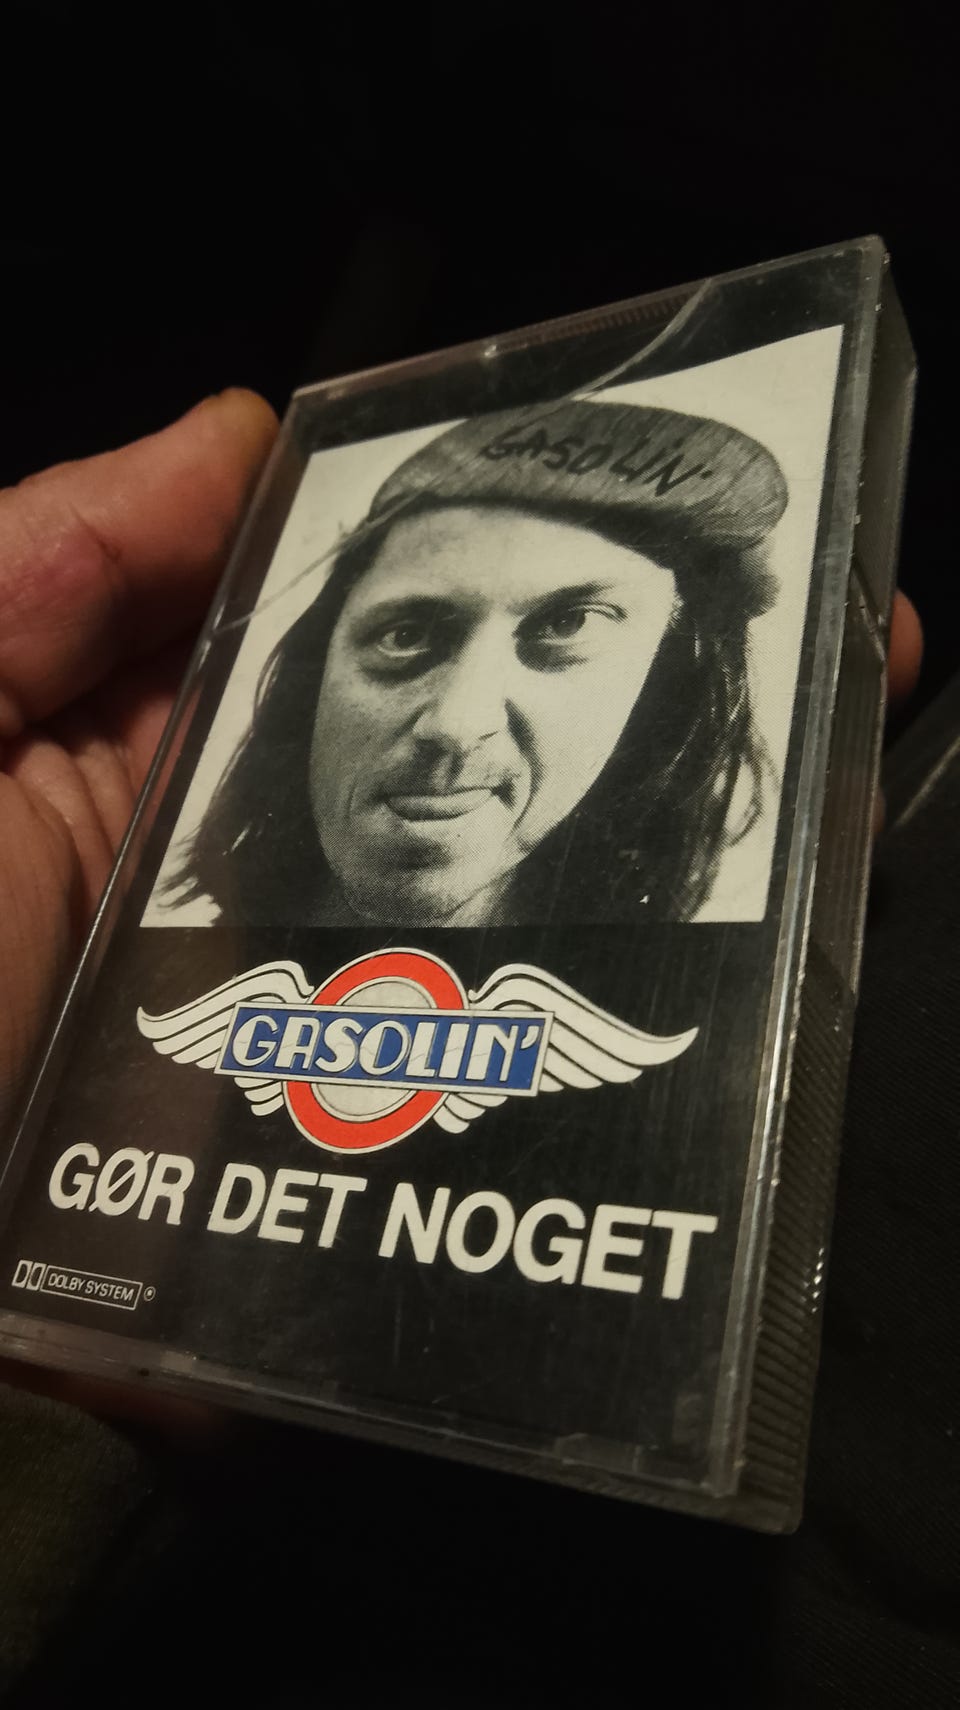 GASOLIN'
GASOLIN'
GØR DET NOGET
DOLBY SYSTEM ®